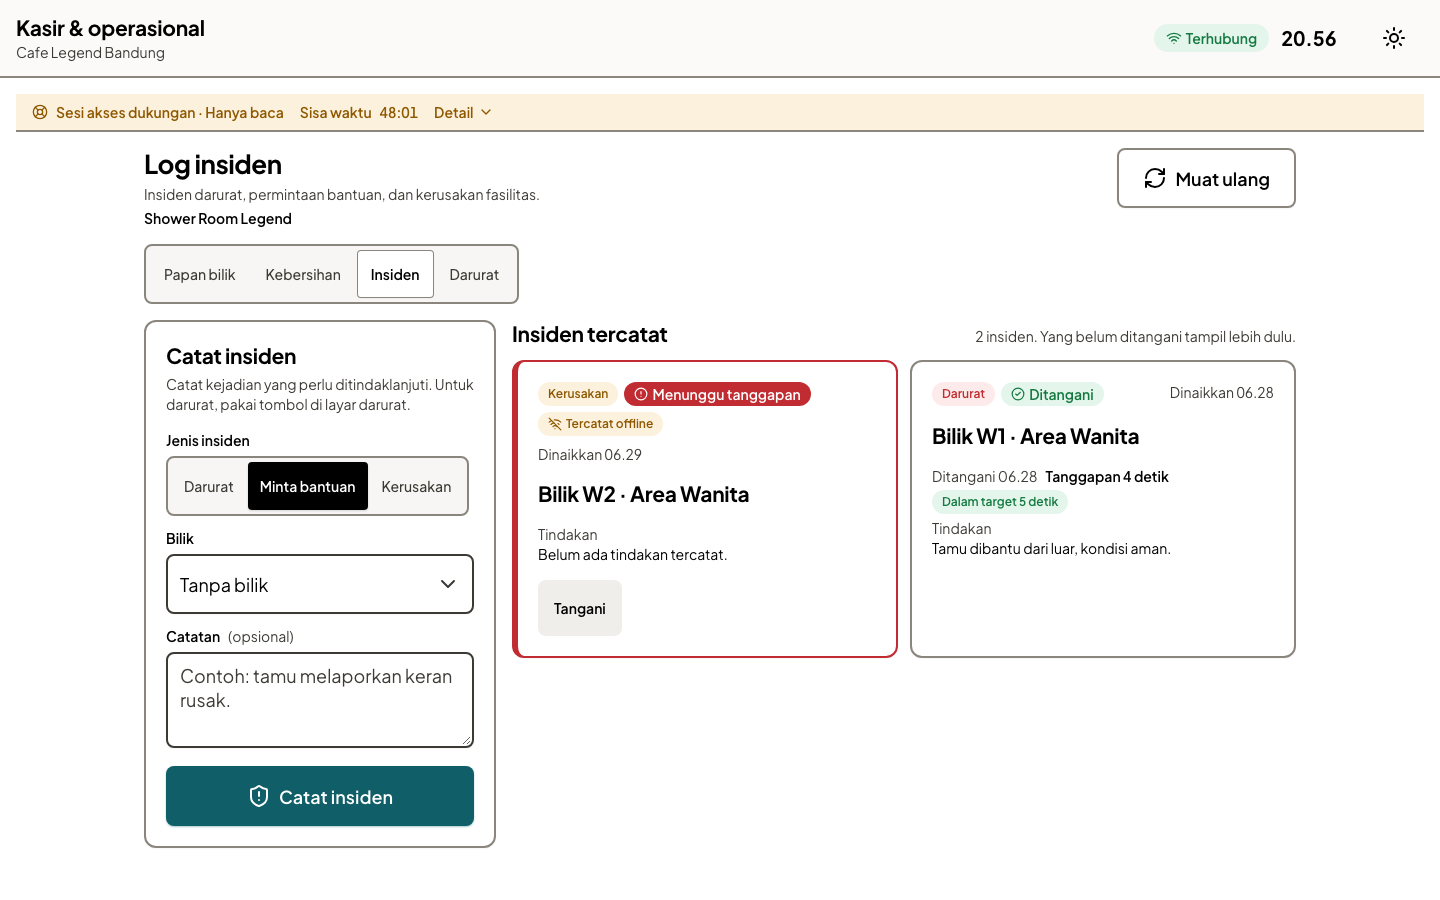 Kasir & operasional
Cafe Legend Bandung
Terhubung
20.56
Sesi akses dukungan · Hanya baca
Sisa waktu 48:01
Detail
Log insiden
Insiden darurat, permintaan bantuan, dan kerusakan fasilitas.
Shower Room Legend
Muat ulang
Papan bilik
Kebersihan
Insiden
Darurat
Catat insiden
Catat kejadian yang perlu ditindaklanjuti. Untuk
darurat, pakai tombol di layar darurat.
Jenis insiden
Darurat
Minta bantuan
Kerusakan
Bilik
Tanpa bilik
Catatan (opsional)
Contoh: tamu melaporkan keran
rusak.
Catat insiden
Insiden tercatat
2 insiden. Yang belum ditangani tampil lebih dulu.
Kerusakan
Menunggu tanggapan
Tercatat offline
Dinaikkan 06.29
Bilik W2 · Area Wanita
Tindakan
Belum ada tindakan tercatat.
Tangani
Darurat
Ditangani
Dinaikkan 06.28
Bilik W1 · Area Wanita
Ditangani 06.28 Tanggapan 4 detik
Dalam target 5 detik
Tindakan
Tamu dibantu dari luar, kondisi aman.